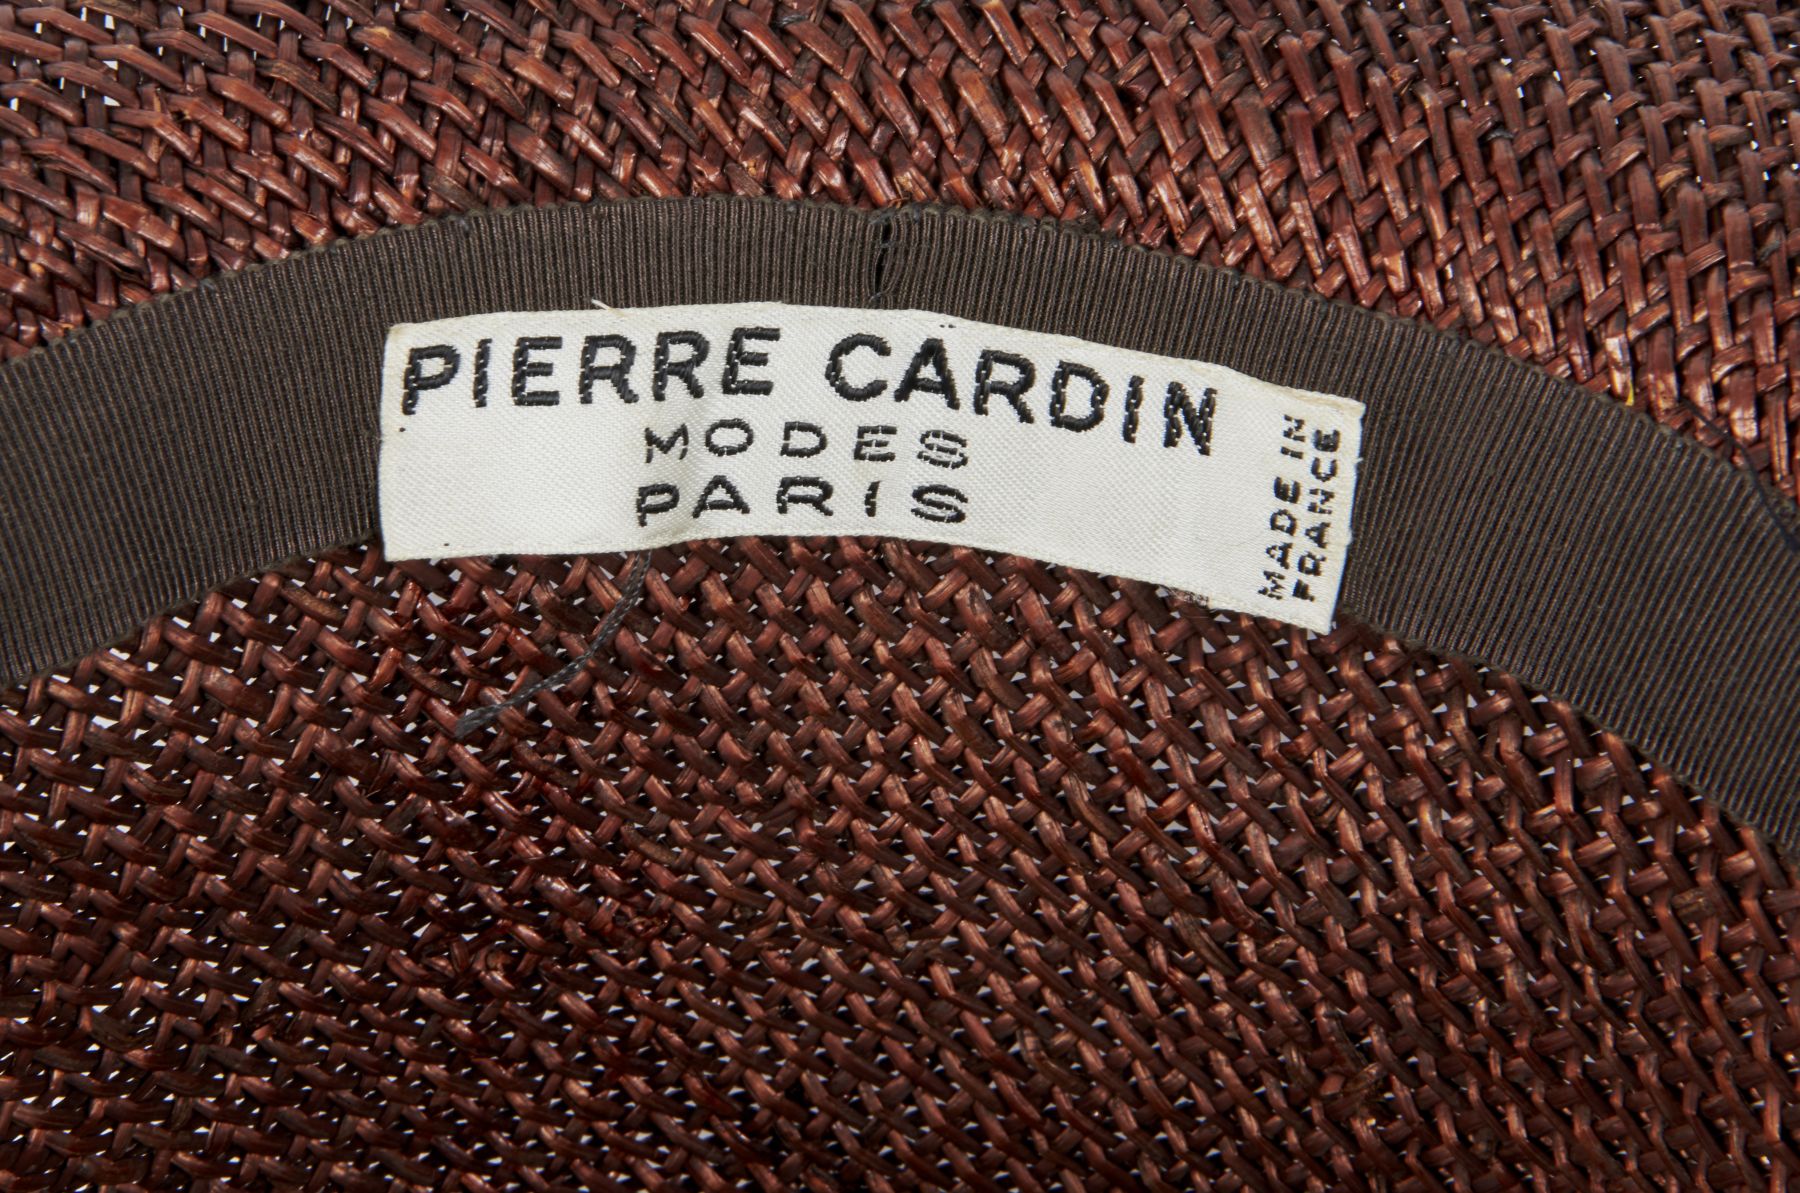 PIERRE CARDIN
MODES
PARIS
MADE IN
FRANCE